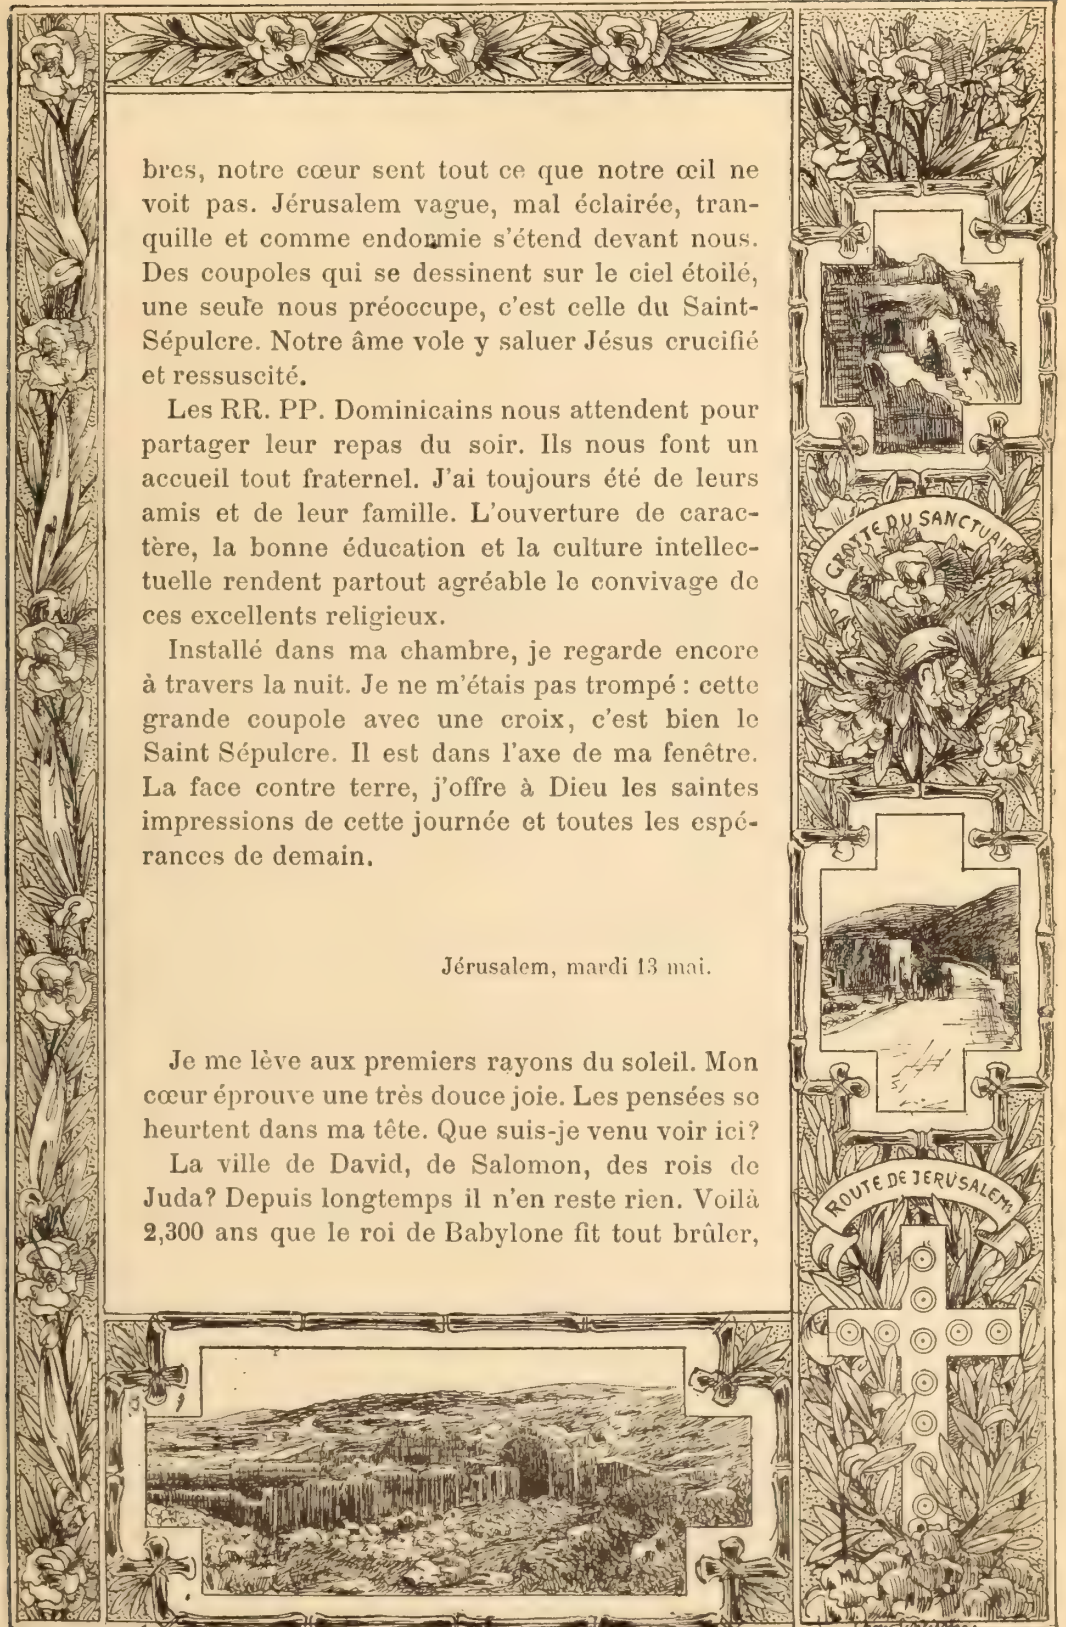 bres, notre cœur sent tout ce que notre œil ne
voit pas. Jérusalem vague, mal éclairée, tran-
quille et comme endormie s'étend devant nous.
Des coupoles qui se dessinent sur le ciel étoilé,
une seule nous préoccupe, c'est celle du Saint-
Sépulcre. Notre âme vole y saluer Jésus crucifié
et ressuscité.
Les RR. PP. Dominicains nous attendent pour
partager leur repas du soir. Ils nous font un
accueil tout fraternel. J'ai toujours été de leurs
amis et de leur famille. L'ouverture de carac-
tère, la bonne éducation et la culture intellec-
tuelle rendent partout agréable le convivage de
ces excellents religieux.
Installé dans ma chambre, je regarde encore
à travers la nuit. Je ne m'étais pas trompé : cette
grande coupole avec une croix, c'est bien le
Saint Sépulcre. Il est dans l'axe de ma fenêtre.
La face contre terre, j'offre à Dieu les saintes
impressions de cette journée et toutes les espé-
rances de demain.
Jérusalem, mardi 13 mai.
Je me lève aux premiers rayons du soleil. Mon
cœur éprouve une très douce joie. Les pensées se
heurtent dans ma tête. Que suis-je venu voir ici?
La ville de David, de Salomon, des rois de
Juda? Depuis longtemps il n'en reste rien. Voilà
2,300 ans que le roi de Babylone fit tout brûler,
GROTTE DU SANCTUAI
ROUTE DE JERUSALEM